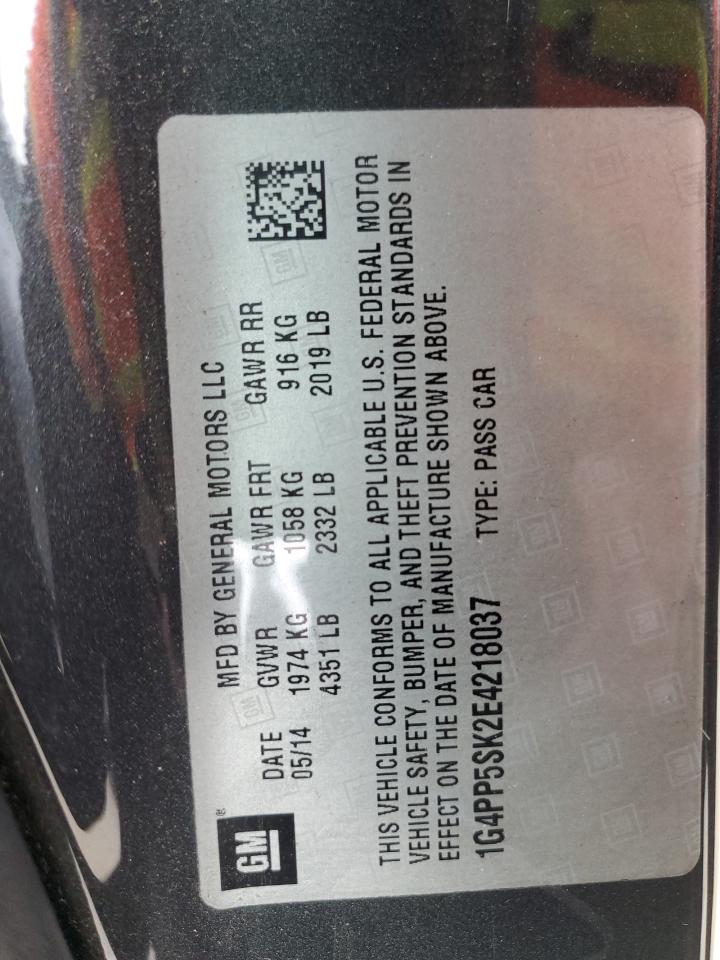 GM®
MFD BY GENERAL MOTORS LLC
DATE GVWR GAWR FRT GAWR RR
05/14 1974 KG 1058 KG 916 KG
4351 LB 2332 LB 2019 LB
THIS VEHICLE CONFORMS TO ALL APPLICABLE U.S. FEDERAL MOTOR
VEHICLE SAFETY, BUMPER, AND THEFT PREVENTION STANDARDS IN
EFFECT ON THE DATE OF MANUFACTURE SHOWN ABOVE.
1G4PP5SK2E4218037 TYPE: PASS CAR